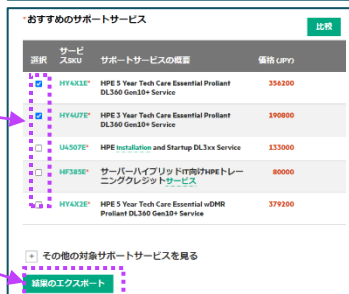 *おすすめのサポートサービス
比較
選択 サービスSKU サポートサービスの概要 価格 (JPY)
HY4X1E* HPE 5 Year Tech Care Essential Proliant
DL360 Gen10+ Service 356200
HY4U7E* HPE 3 Year Tech Care Essential Proliant
DL360 Gen10+ Service 190800
U4507E* HPE Installation and Startup DL3xx Service 133000
HF385E* サーバーハイブリッドIT向けHPEトレー
ニングクレジットサービス 80000
HY4X2E* HPE 5 Year Tech Care Essential wDMR
Proliant DL360 Gen10+ Service 379200
+ その他の対象サポートサービスを見る
結果のエクスポート